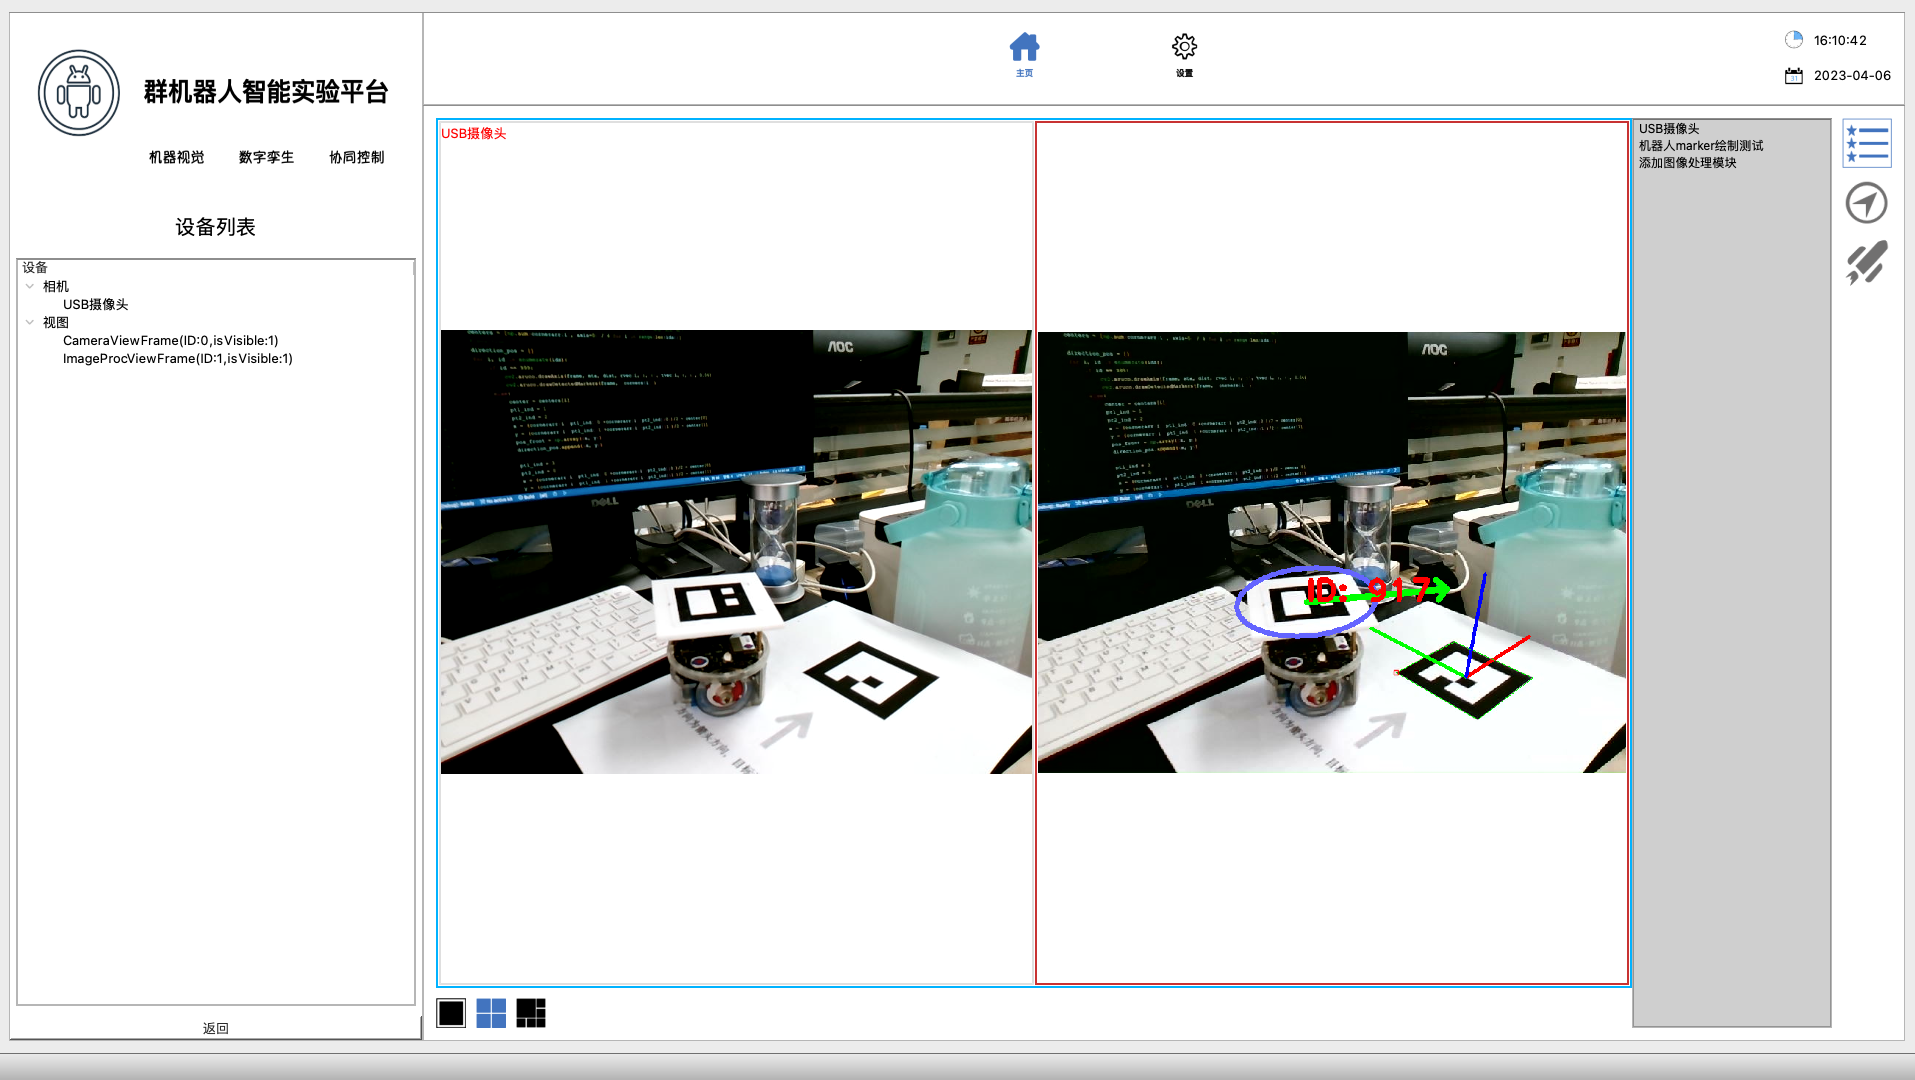 群机器人智能实验平台
机器视觉 数字孪生 协同控制
主页
设置
16:10:42
2023-04-06
设备列表
设备
相机
USB摄像头
视图
CameraViewFrame(ID:0,isVisible:1)
ImageProcViewFrame(ID:1,isVisible:1)
返回
USB摄像头
AOC
DELL
AOC
DELL
ID: 917
USB摄像头
机器人marker绘制测试
添加图像处理模块